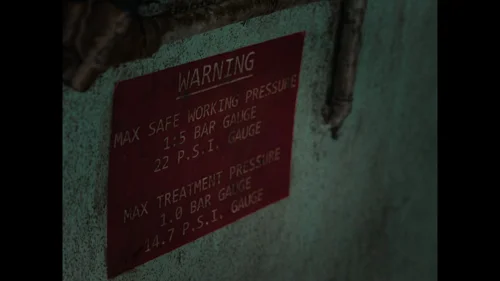 WARNING
MAX SAFE WORKING PRESSURE
1:5 BAR GAUGE
22 P.S.I. GAUGE
MAX TREATMENT PRESSURE
1.0 BAR GAUGE
14.7 P.S.I. GAUGE